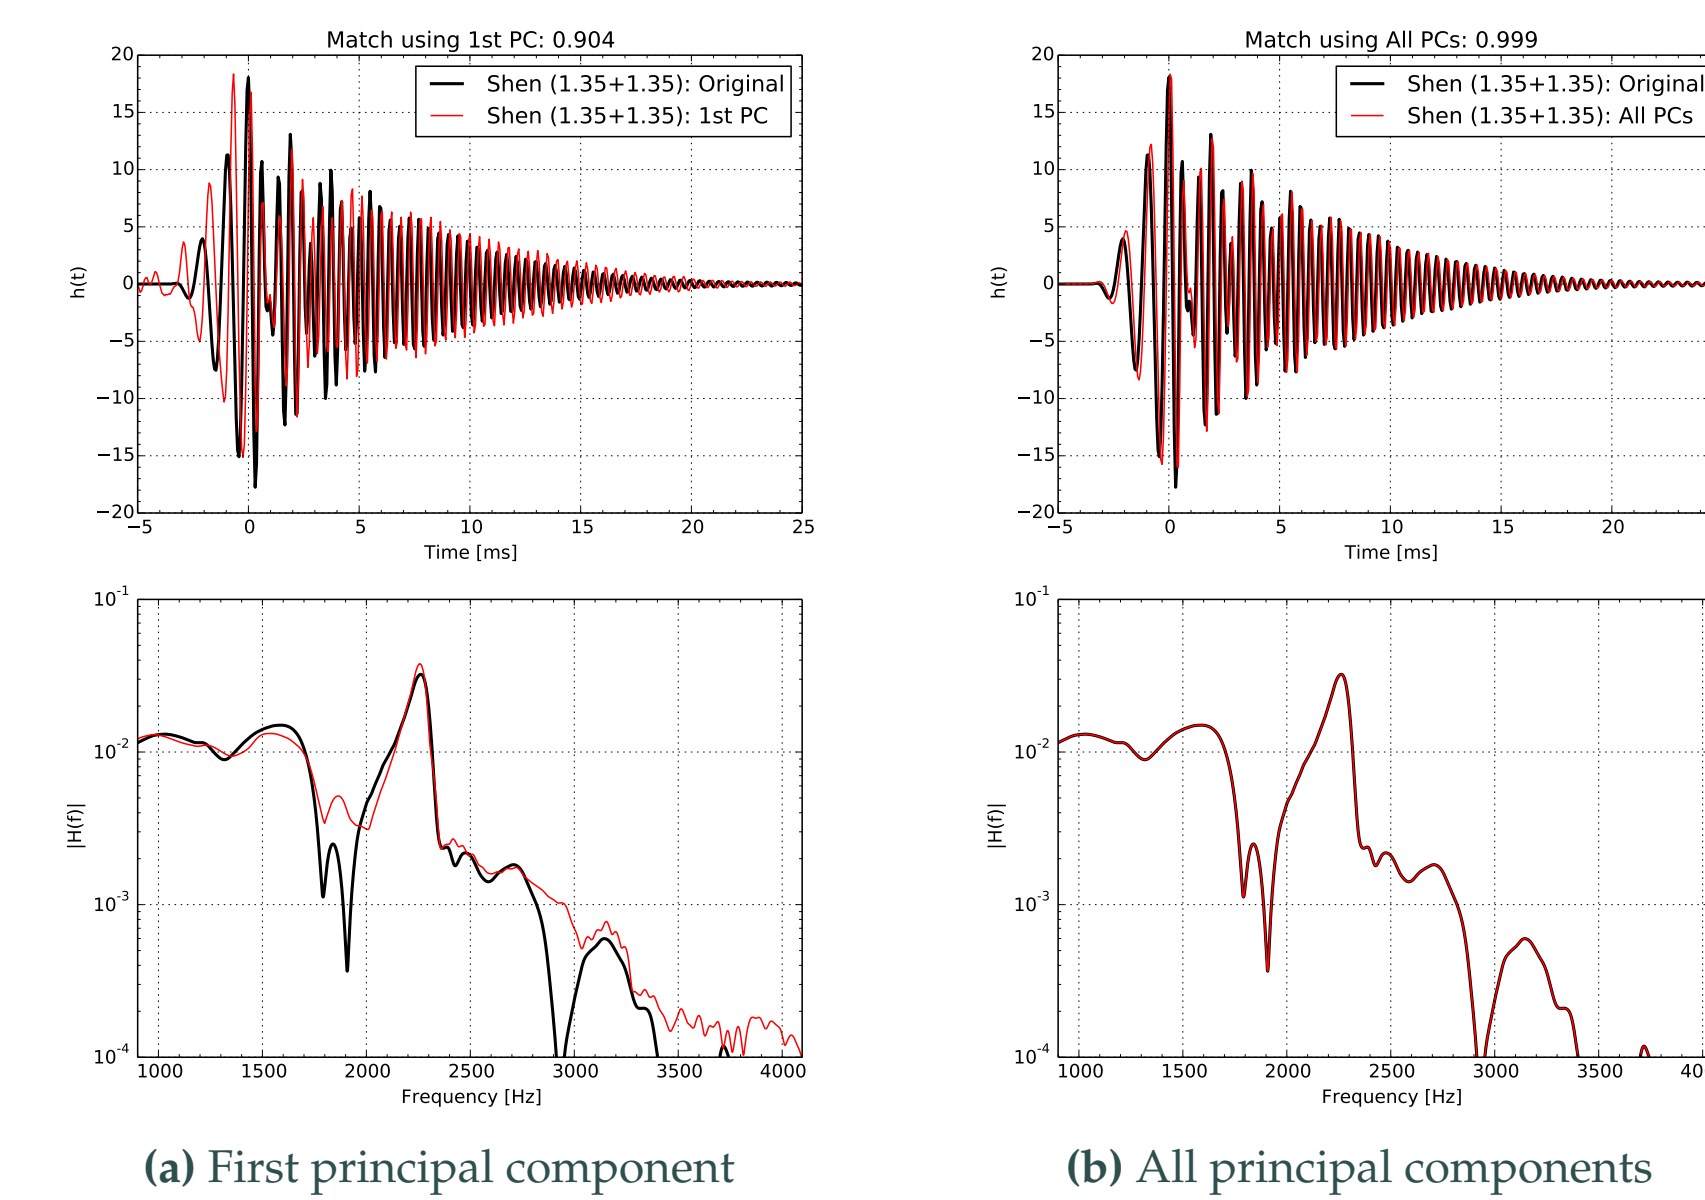 Match using 1st PC: 0.904
Shen (1.35+1.35): Original
Shen (1.35+1.35): 1st PC
20
15
10
5
0
−5
−10
−15
−20
h(t)
−5 0 5 10 15 20 25
Time [ms]
Match using All PCs: 0.999
Shen (1.35+1.35): Original
Shen (1.35+1.35): All PCs
20
15
10
5
0
−5
−10
−15
−20
h(t)
−5 0 5 10 15 20
Time [ms]
10-1
10-2
10-3
10-4
|H(f)|
1000 1500 2000 2500 3000 3500 4000
Frequency [Hz]
10-1
10-2
10-3
10-4
|H(f)|
1000 1500 2000 2500 3000 3500 40
Frequency [Hz]
(a) First principal component
(b) All principal components